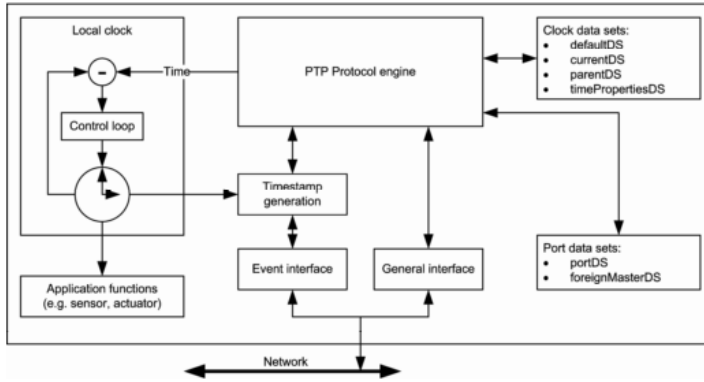 Local clock
-
Time
PTP Protocol engine
Clock data sets:
• defaultDS
• currentDS
• parentDS
• timePropertiesDS
Control loop
Timestamp
generation
Event interface
General interface
Port data sets:
• portDS
• foreignMasterDS
Application functions
(e.g. sensor, actuator)
Network